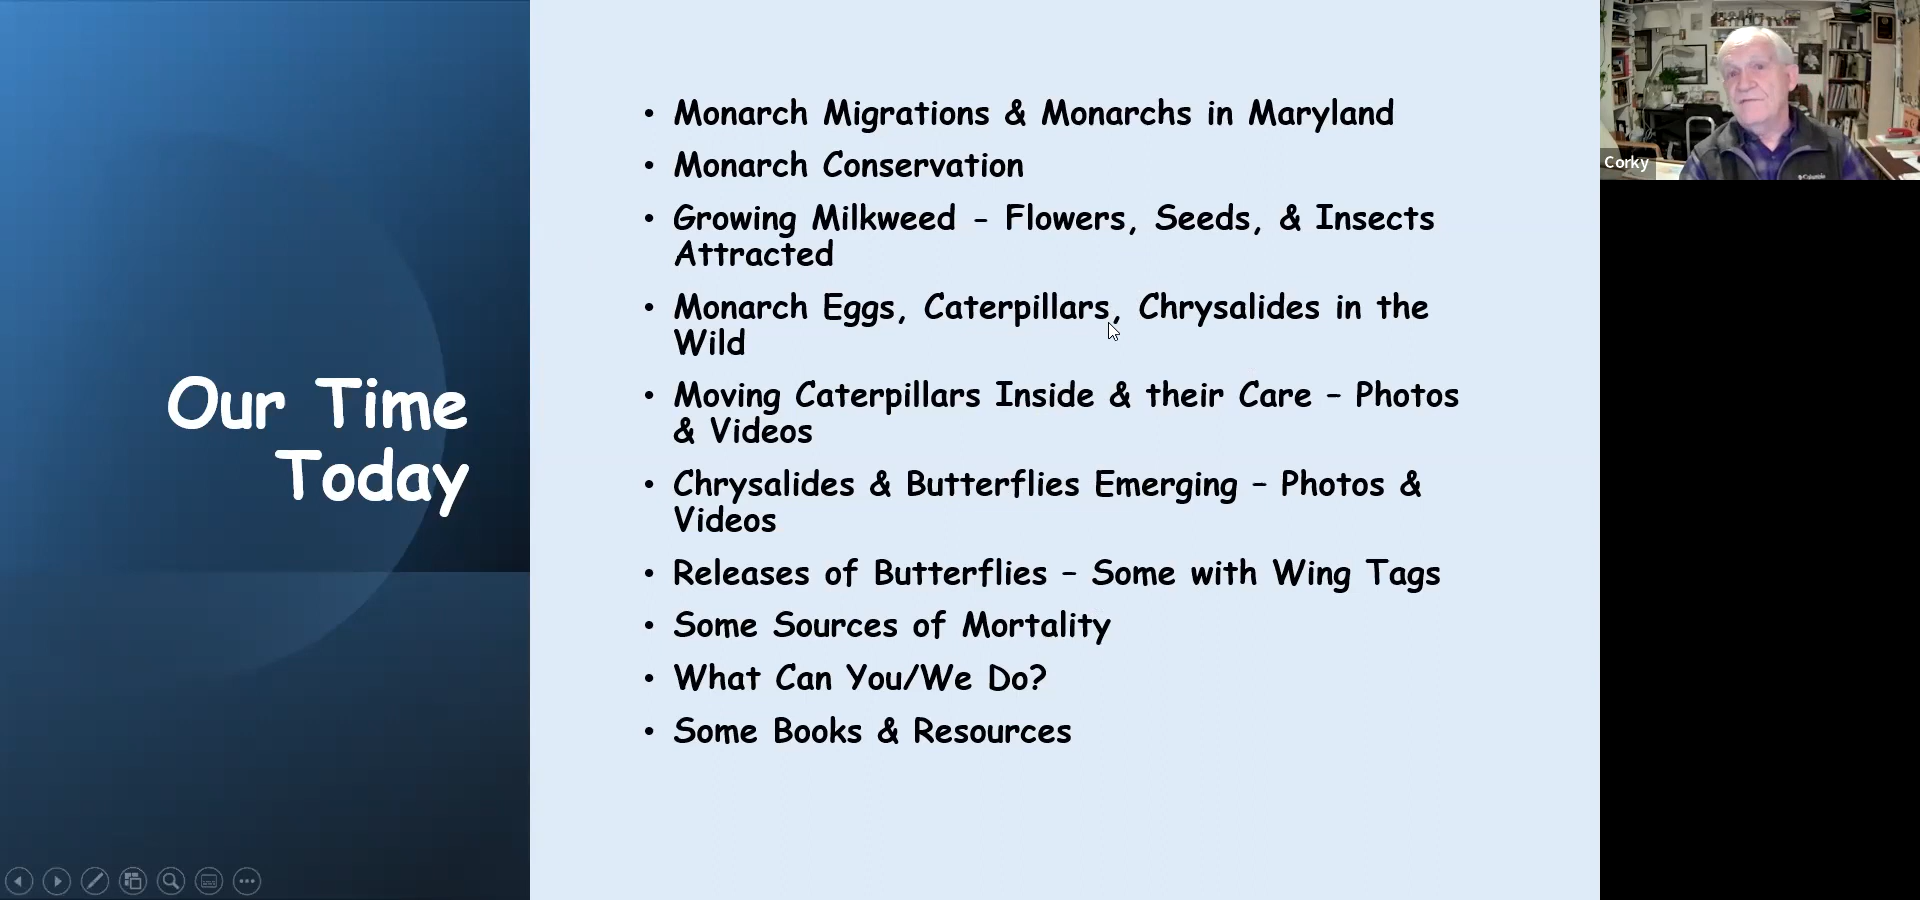 Our Time
Today
• Monarch Migrations & Monarchs in Maryland
• Monarch Conservation
• Growing Milkweed – Flowers, Seeds, & Insects
Attracted
• Monarch Eggs, Caterpillars, Chrysalides in the
Wild
• Moving Caterpillars Inside & their Care – Photos
& Videos
• Chrysalides & Butterflies Emerging – Photos &
Videos
• Releases of Butterflies – Some with Wing Tags
• Some Sources of Mortality
• What Can You/We Do?
• Some Books & Resources
Corky
Columbia